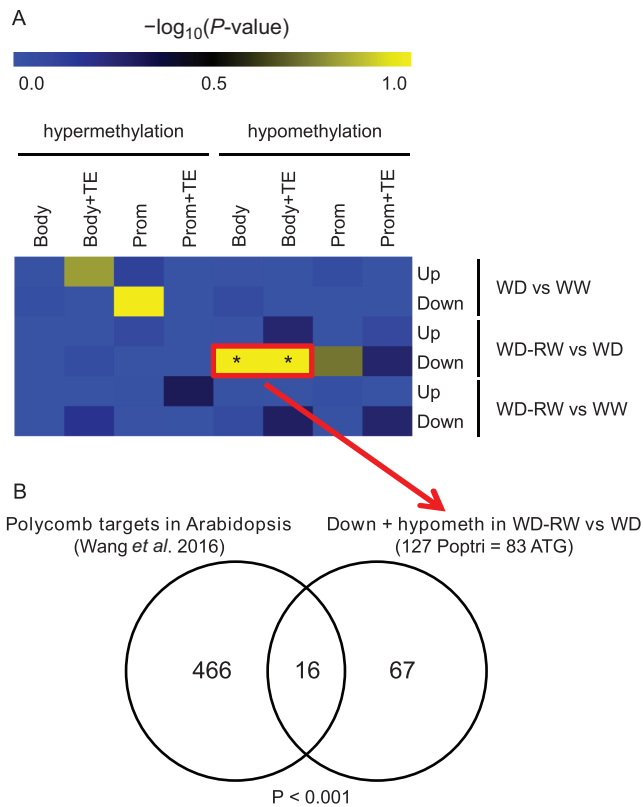 A
−log10(P-value)
0.0 0.5 1.0
hypermethylation hypomethylation
Body Body+TE Prom Prom+TE Body Body+TE Prom Prom+TE
Up
WD vs WW
Down
Up
WD-RW vs WD
* * Down
Up
WD-RW vs WW
Down
B
Polycomb targets in Arabidopsis
(Wang et al. 2016)
Down + hypometh in WD-RW vs WD
(127 Poptri = 83 ATG)
466 16 67
P < 0.001